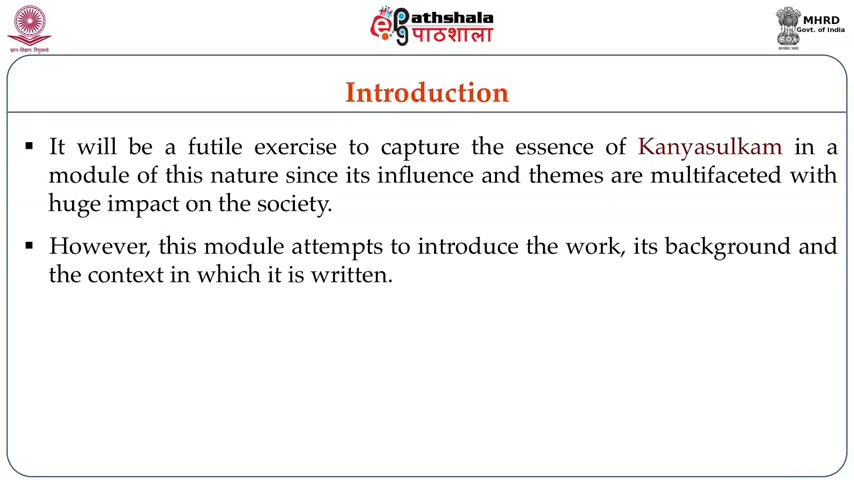 ePathshala
पाठशाला
MHRD
Govt. of India
Introduction
▪ It will be a futile exercise to capture the essence of Kanyasulkam in a
module of this nature since its influence and themes are multifaceted with
huge impact on the society.
▪ However, this module attempts to introduce the work, its background and
the context in which it is written.